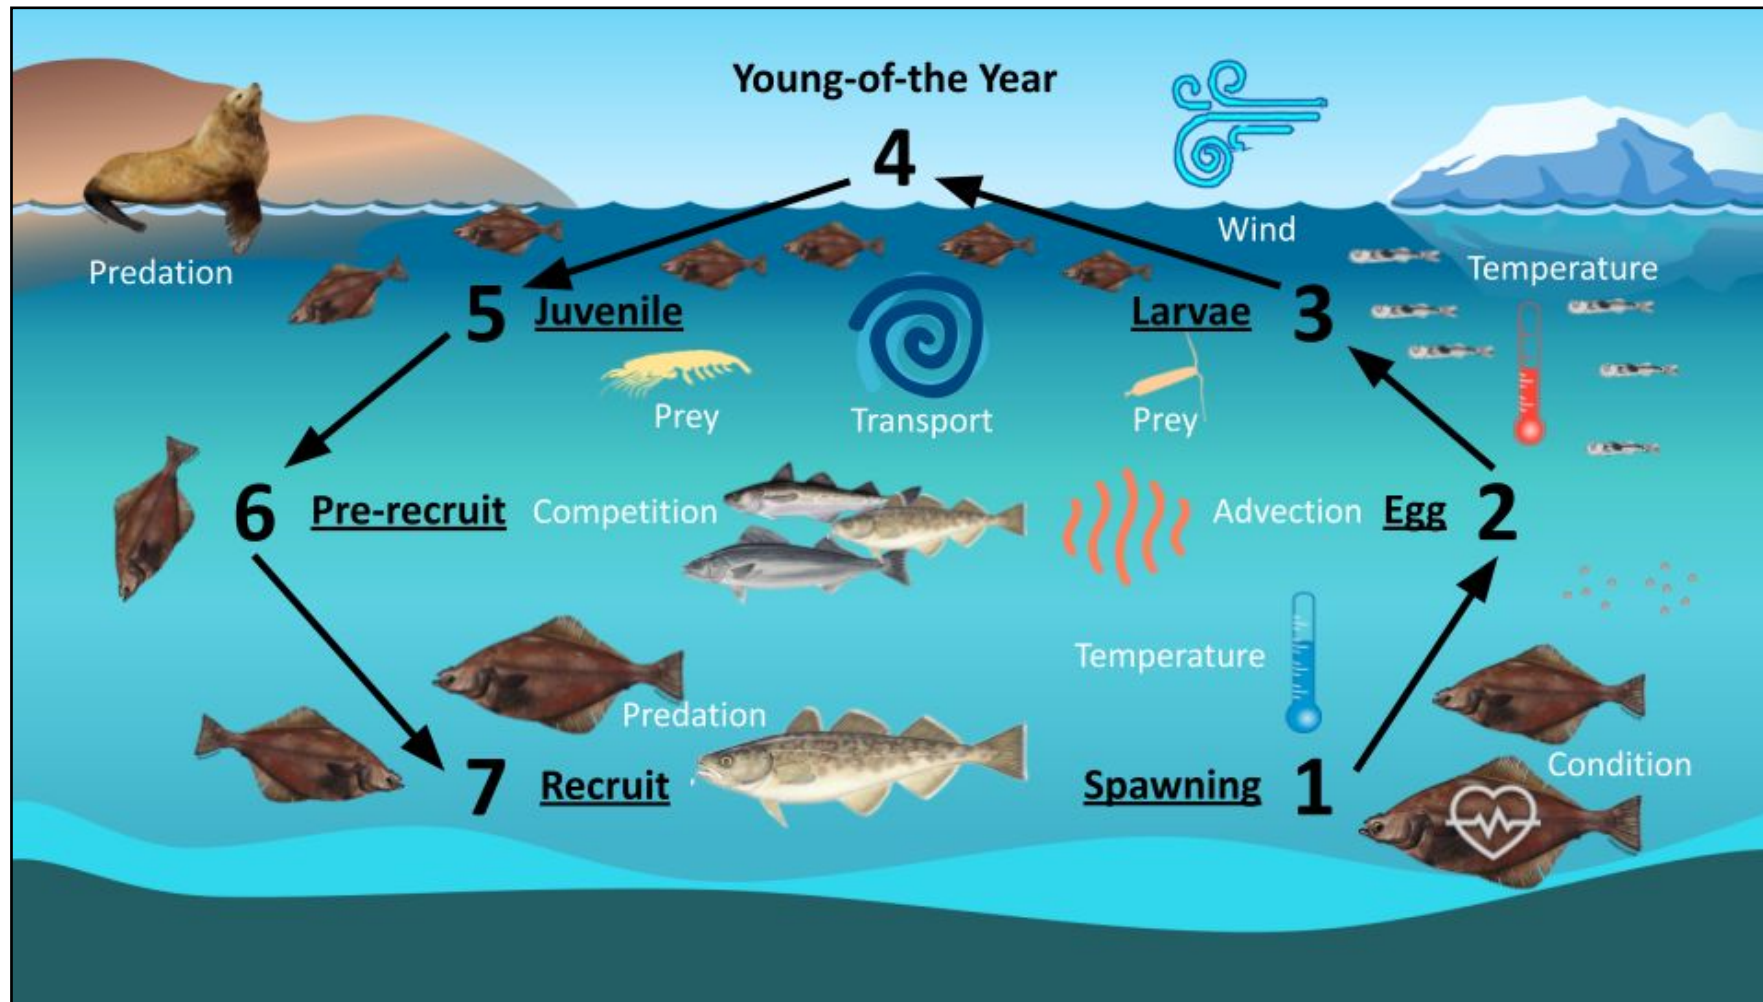 Young-of-the Year
4
Wind
Predation
Temperature
5 Juvenile
Larvae 3
Prey
Transport
Prey
6 Pre-recruit Competition
Advection Egg 2
Temperature
Predation
Condition
7 Recruit
Spawning 1